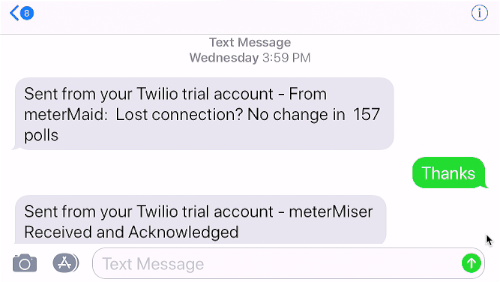 8
Text Message
Wednesday 3:59 PM
Sent from your Twilio trial account - From
meterMaid:  Lost connection? No change in  157
polls
Thanks
Sent from your Twilio trial account - meterMiser
Received and Acknowledged
Text Message